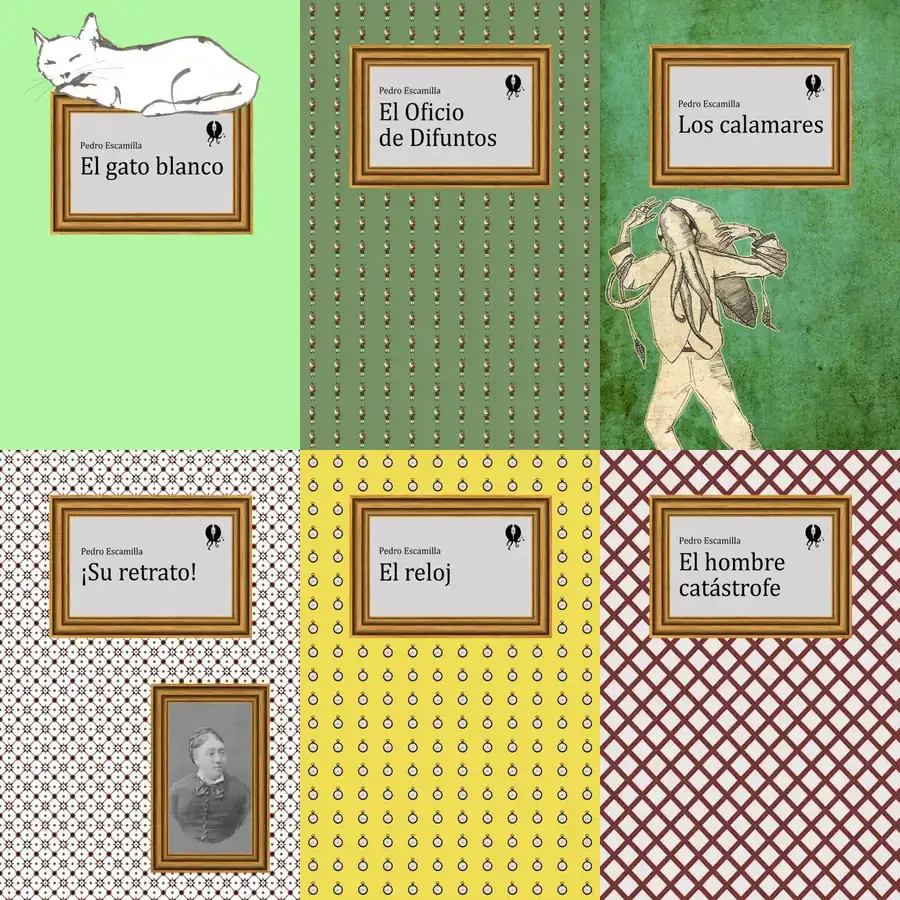 Pedro Escamilla
El gato blanco
Pedro Escamilla
El Oficio
de Difuntos
Pedro Escamilla
Los calamares
Pedro Escamilla
¡Su retrato!
Pedro Escamilla
El reloj
Pedro Escamilla
El hombre
catástrofe